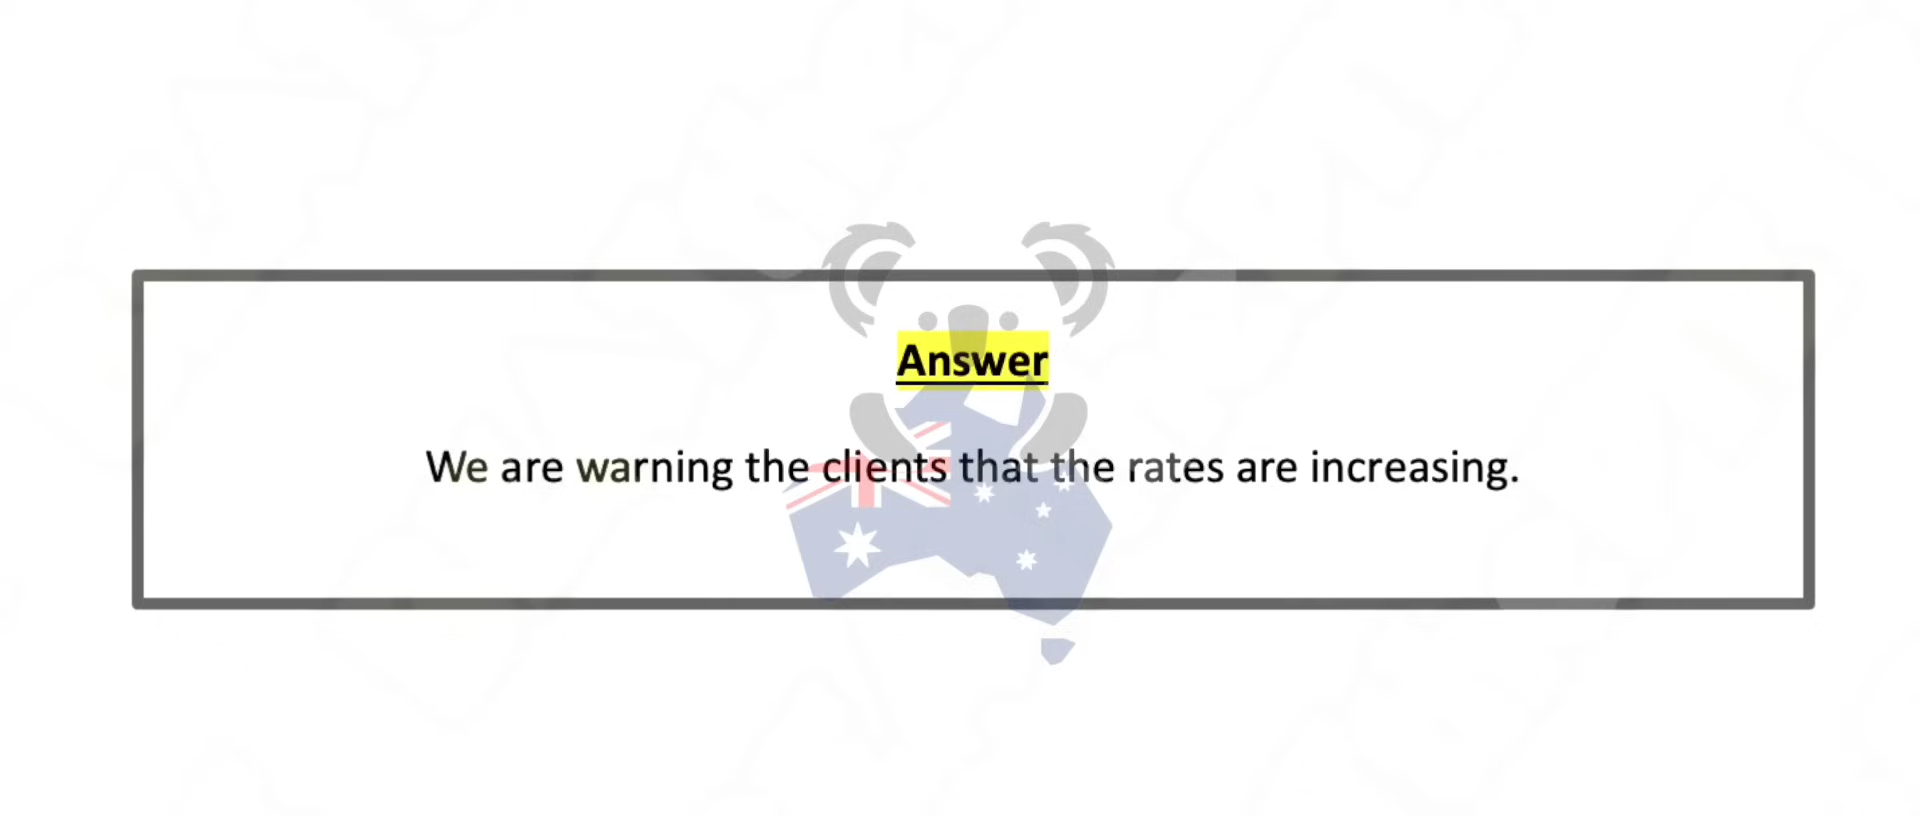 Answer
We are warning the clients that the rates are increasing.